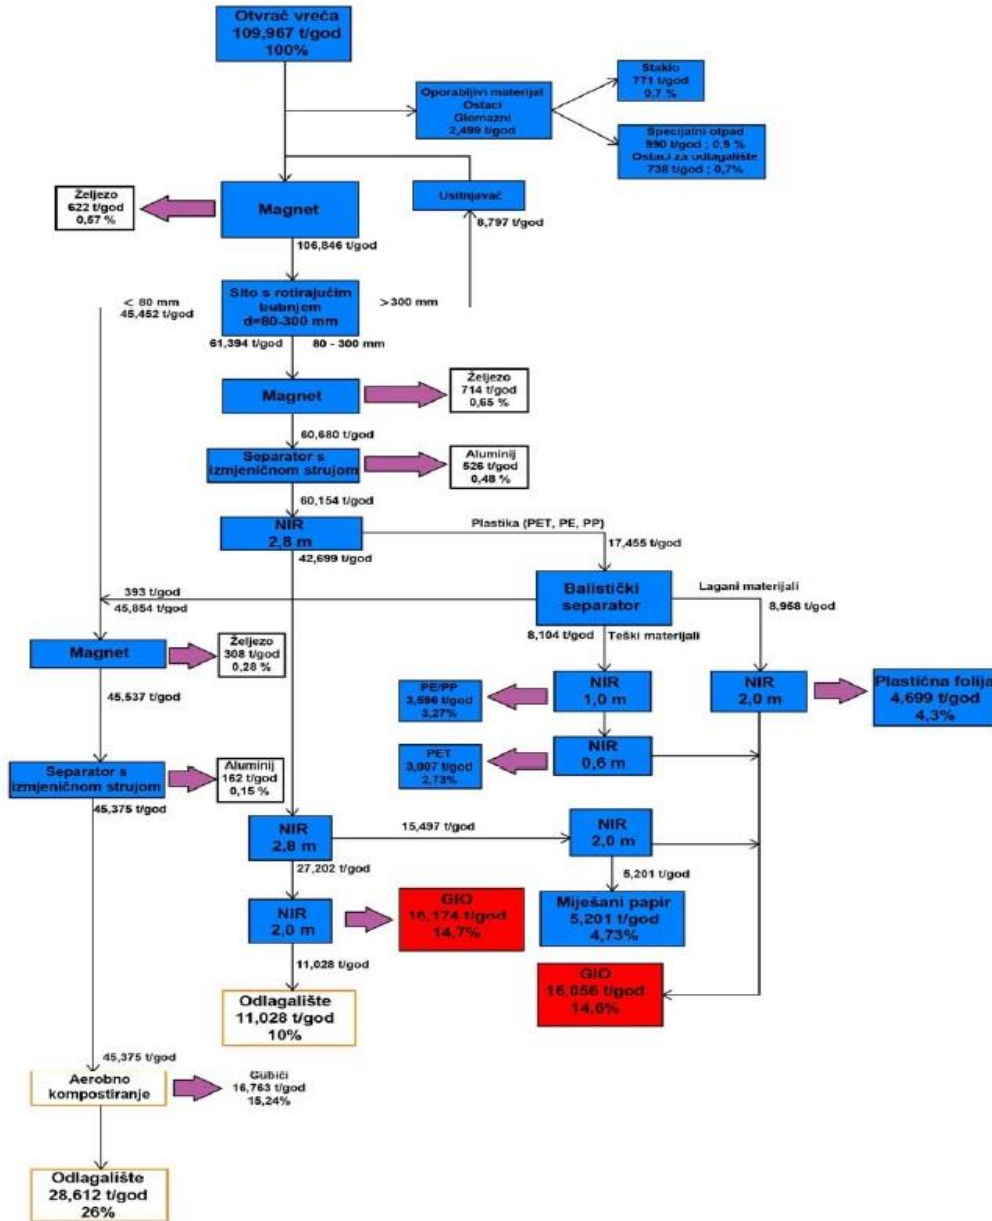 Otvrač vreća
109,967 t/god
100%
Oporabljivi materijal
Ostaci
Glomazni
2,499 t/god
Staklo
771 t/god
0,7 %
Specijalni otpad
990 t/god ; 0,9 %
Ostaci za odlagalište
738 t/god ; 0,7%
Željezo
622 t/god
0,57 %
Magnet
Usitnjavač
8,797 t/god
106,846 t/god
< 80 mm
45,452 t/god
Sito s rotirajućim
bubnjem
d=80-300 mm
>300 mm
61,394 t/god
80 - 300 mm
Magnet
Željezo
714 t/god
0,65 %
60,680 t/god
Separator s
izmjeničnom strujom
Aluminij
526 t/god
0,48 %
60,154 t/god
NIR
2,8 m
Plastika (PET, PE, PP)
17,455 t/god
42,699 t/god
393 t/god
45,854 t/god
Balistički
separator
Lagani materijali
8,958 t/god
8,104 t/god
Teški materijali
Magnet
Željezo
308 t/god
0,28 %
45,537 t/god
PE/PP
3,596 t/god
3,27%
NIR
1,0 m
NIR
2,0 m
Plastična folija
4,699 t/god
4,3%
PET
3,007 t/god
2,73%
NIR
0,6 m
Separator s
izmjeničnom strujom
Aluminij
162 t/god
0,15 %
45,375 t/god
NIR
2,8 m
15,497 t/god
NIR
2,0 m
27,202 t/god
5,201 t/god
NIR
2,0 m
GIO
16,174 t/god
14,7%
Miješani papir
5,201 t/god
4,73%
11,028 t/god
Odlagalište
11,028 t/god
10%
GIO
16,056 t/god
14,6%
45,375 t/god
Aerobno
kompostiranje
Gubici
16,763 t/god
15,24%
Odlagalište
28,612 t/god
26%